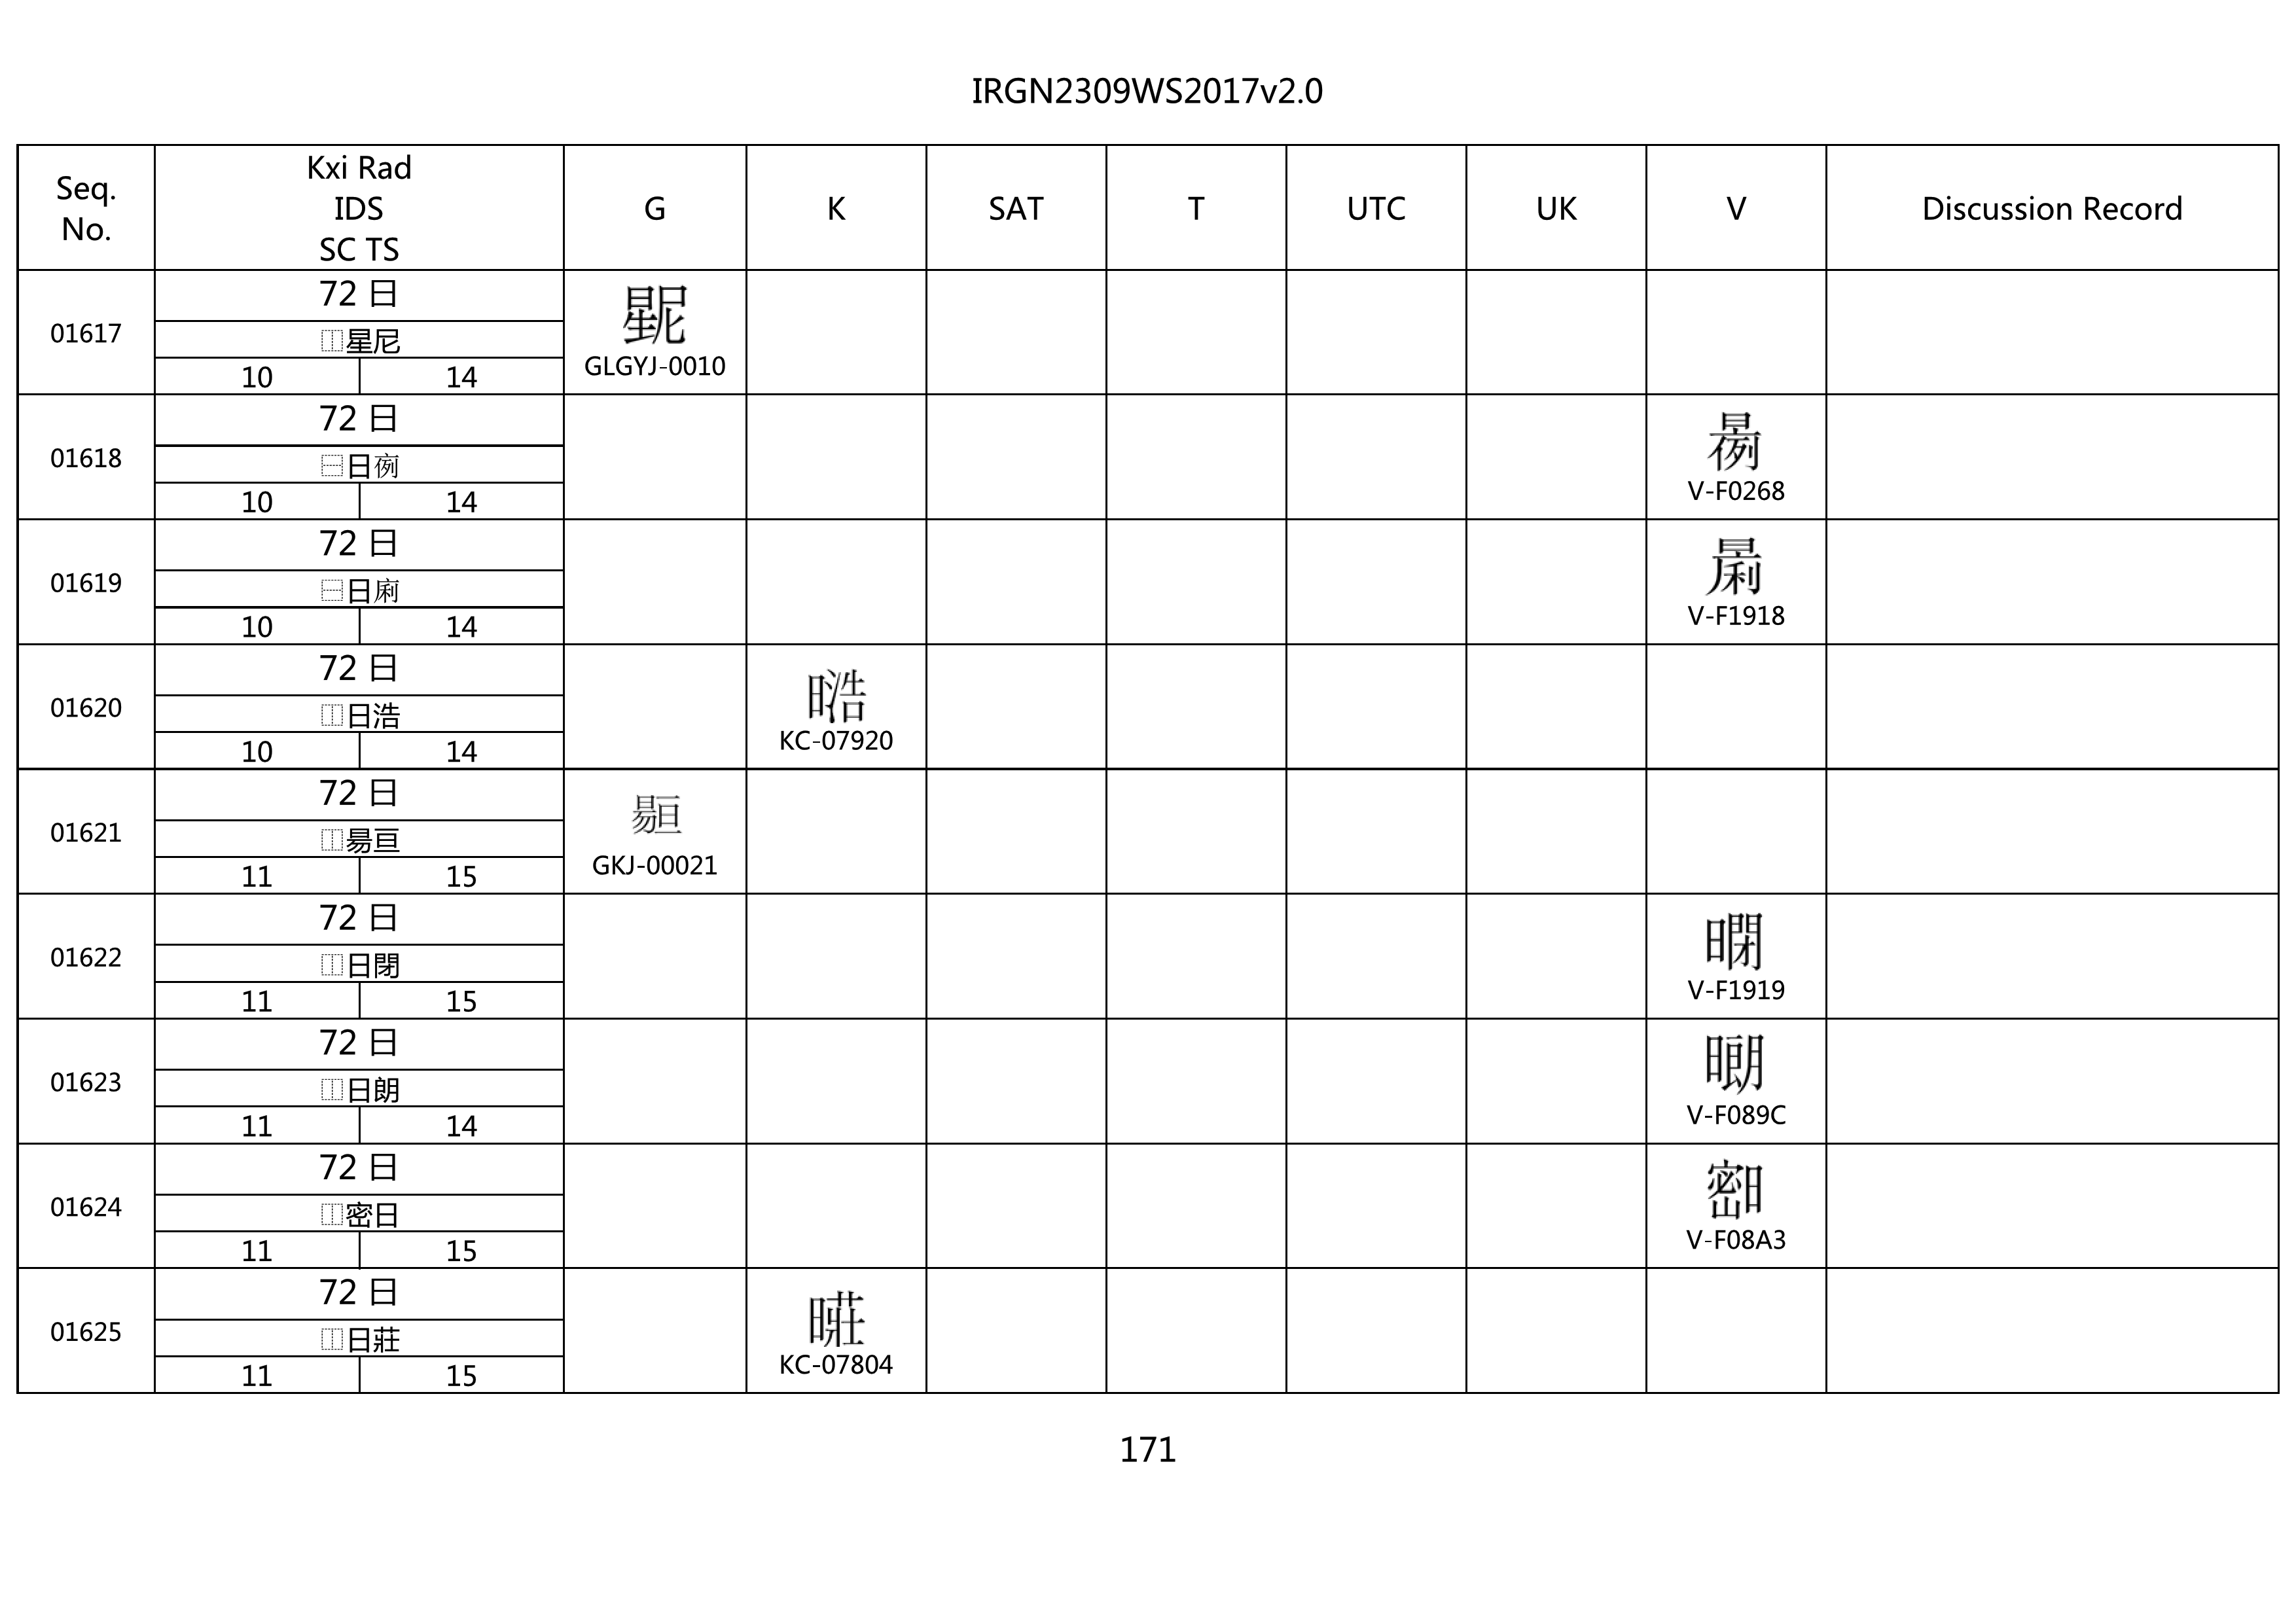 IRGN2309WS2017v2.0
Seq. No.
Kxi Rad
IDS
SC TS
G K SAT T UTC UK V Discussion Record
01617
72 日
⿰星尼
10 14
GLGYJ-0010
01618
72 日
⿱日㾐
10 14
V-F0268
01619
72 日
10 14
V-F1918
01620
72 日
⿰日浩
10 14
KC-07920
01621
72 日
⿰昜亘
11 15
GKJ-00021
01622
72 日
⿰日閉
11 15
V-F1919
01623
72 日
⿰日朗
11 14
V-F089C
01624
72 日
⿰密日
11 15
V-F08A3
01625
72 日
⿰日莊
11 15
KC-07804
171